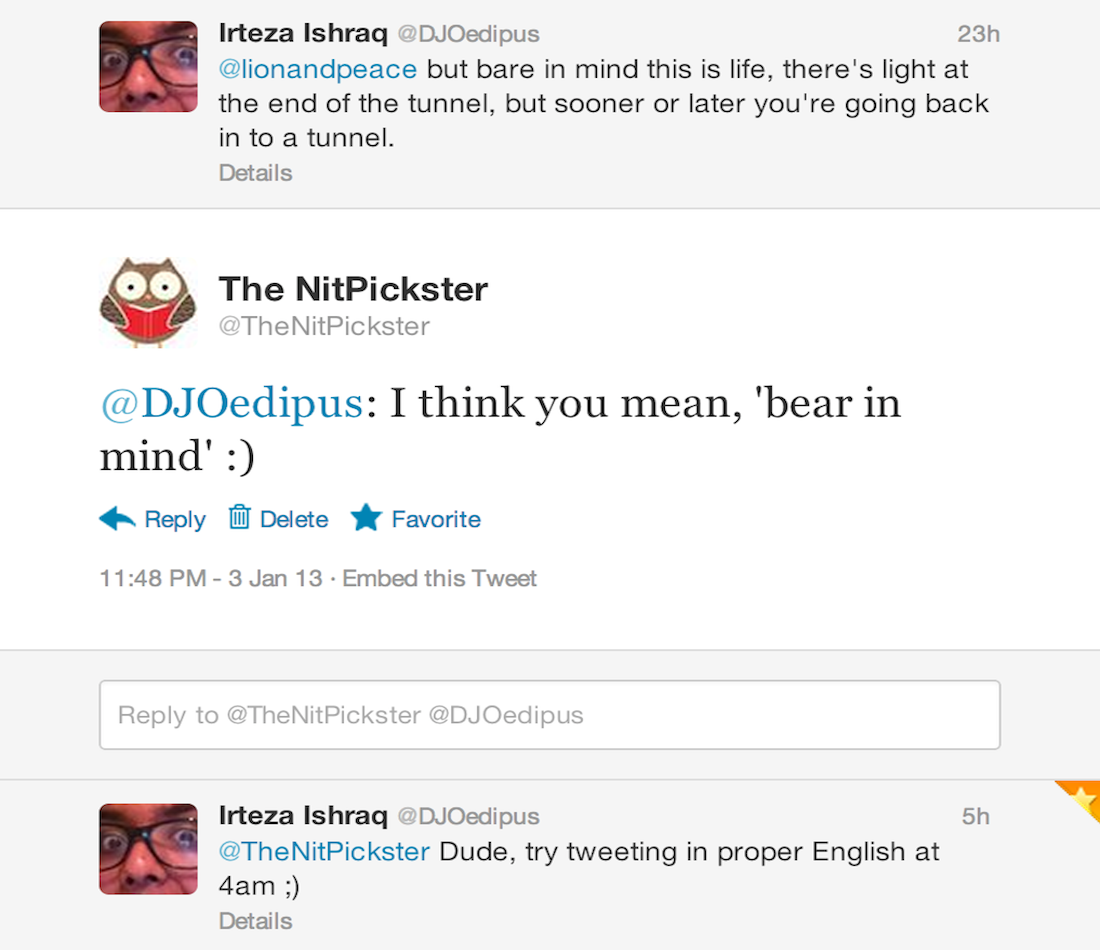 Irteza Ishraq @DJOedipus 23h
@lionandpeace but bare in mind this is life, there's light at
the end of the tunnel, but sooner or later you're going back
in to a tunnel.
Details
The NitPickster
@TheNitPickster
@DJOedipus: I think you mean, 'bear in
mind' :)
Reply Delete Favorite
11:48 PM - 3 Jan 13 · Embed this Tweet
Reply to @TheNitPickster @DJOedipus
Irteza Ishraq @DJOedipus 5h
@TheNitPickster Dude, try tweeting in proper English at
4am ;)
Details